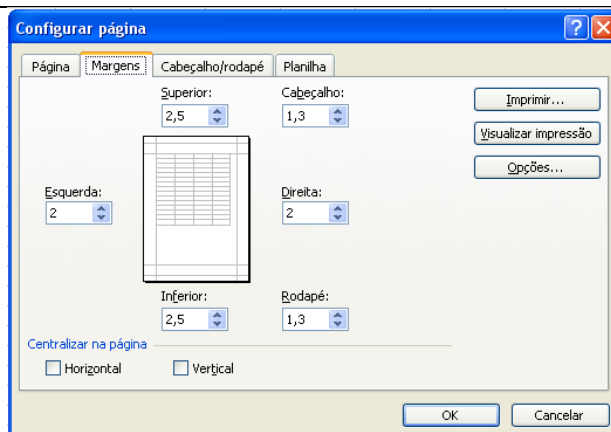 Configurar página
Página Margens Cabeçalho/rodapé Planilha
Superior: Cabeçalho:
2,5 1,3
Imprimir...
Visualizar impressão
Opções...
Esquerda: Direita:
2 2
Inferior: Rodapé:
2,5 1,3
Centralizar na página
Horizontal Vertical
OK Cancelar